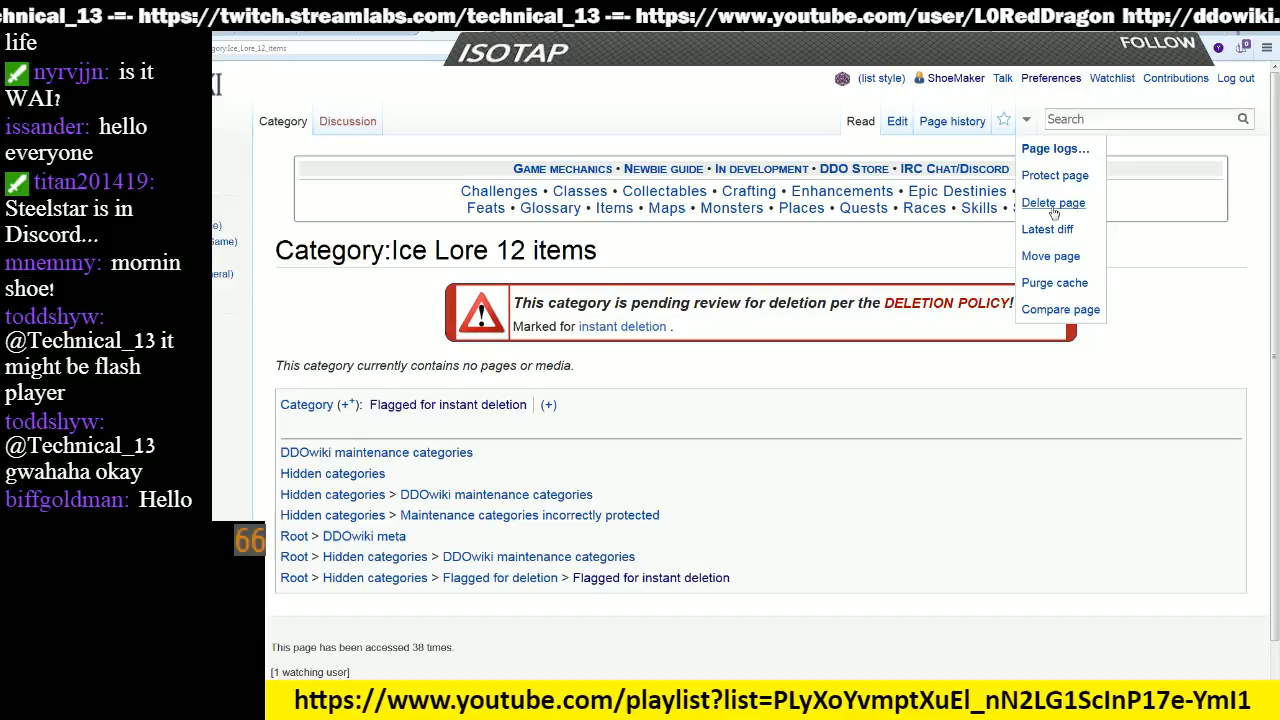 chnical_13 -=- https://twitch.streamlabs.com/technical_13 -=- https://www.youtube.com/user/L0RedDragon http://ddowiki.
life
nyrvjjn: is it
WAI?
issander: hello
everyone
titan201419:
Steelstar is in
Discord...
mnemmy: mornin
shoe!
toddshyw:
@Technical_13 it
might be flash
player
toddshyw:
@Technical_13
gwahaha okay
biffgoldman: Hello
66
gory:Ice_Lore_12_items
ISOTAP
FOLLOW
(list style) ShoeMaker Talk Preferences Watchlist Contributions Log out
Category Discussion Read Edit Page history Search
Page logs...
Protect page
Delete page
Latest diff
Move page
Purge cache
Compare page
GAME MECHANICS • NEWBIE GUIDE • IN DEVELOPMENT • DDO STORE • IRC CHAT/DISCORD
Challenges • Classes • Collectables • Crafting • Enhancements • Epic Destinies •
Feats • Glossary • Items • Maps • Monsters • Places • Quests • Races • Skills •
e)
Game)
neral)
Category:Ice Lore 12 items
This category is pending review for deletion per the DELETION POLICY!
Marked for instant deletion .
This category currently contains no pages or media.
Category (+⁺): Flagged for instant deletion (+)
DDOwiki maintenance categories
Hidden categories
Hidden categories > DDOwiki maintenance categories
Hidden categories > Maintenance categories incorrectly protected
Root > DDOwiki meta
Root > Hidden categories > DDOwiki maintenance categories
Root > Hidden categories > Flagged for deletion > Flagged for instant deletion
This page has been accessed 38 times.
[1 watching user]
https://www.youtube.com/playlist?list=PLyXoYvmptXuEl_nN2LG1ScInP17e-YmI1